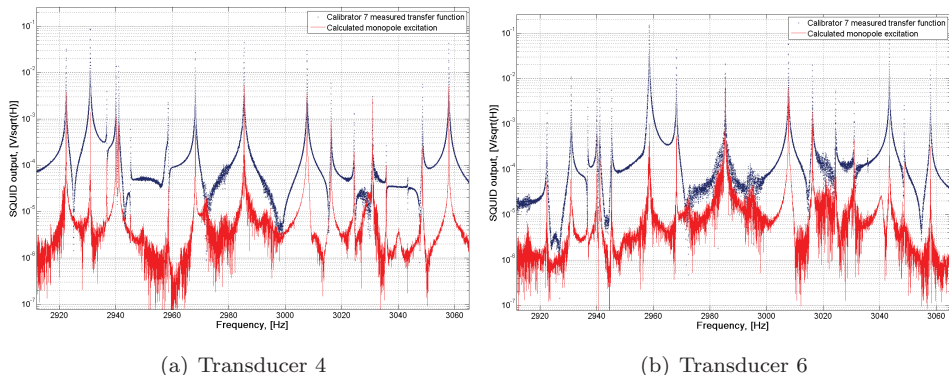 Calibrator 7 measured transfer function
Calculated monopole excitation
SQUID output, [V/sqrt(H)]
10^-1
10^-2
10^-3
10^-4
10^-5
10^-6
10^-7
2920 2940 2960 2980 3000 3020 3040 3060
Frequency, [Hz]
(a) Transducer 4
Calibrator 7 measured transfer function
Calculated monopole excitation
SQUID output, [V/sqrt(H)]
10^-1
10^-2
10^-3
10^-4
10^-5
10^-6
10^-7
2920 2940 2960 2980 3000 3020 3040 3060
Frequency, [Hz]
(b) Transducer 6